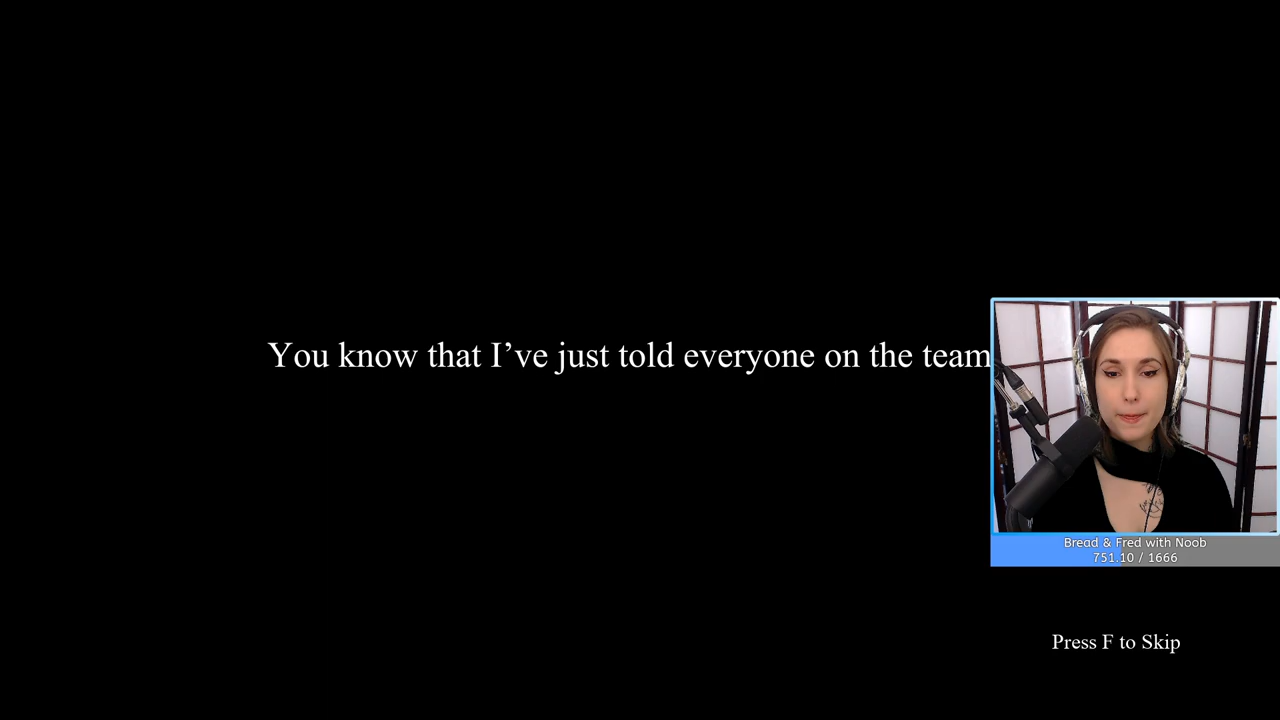 You know that I’ve just told everyone on the team
Bread & Fred with Noob
751.10 / 1666
Press F to Skip